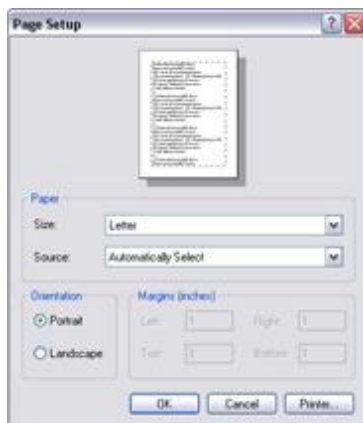 Page Setup
Paper
Size: Letter
Source: Automatically Select
Orientation
Portrait
Landscape
Margins (inches)
Left: 1 Right: 1
Top: 1 Bottom: 1
OK Cancel Printer...